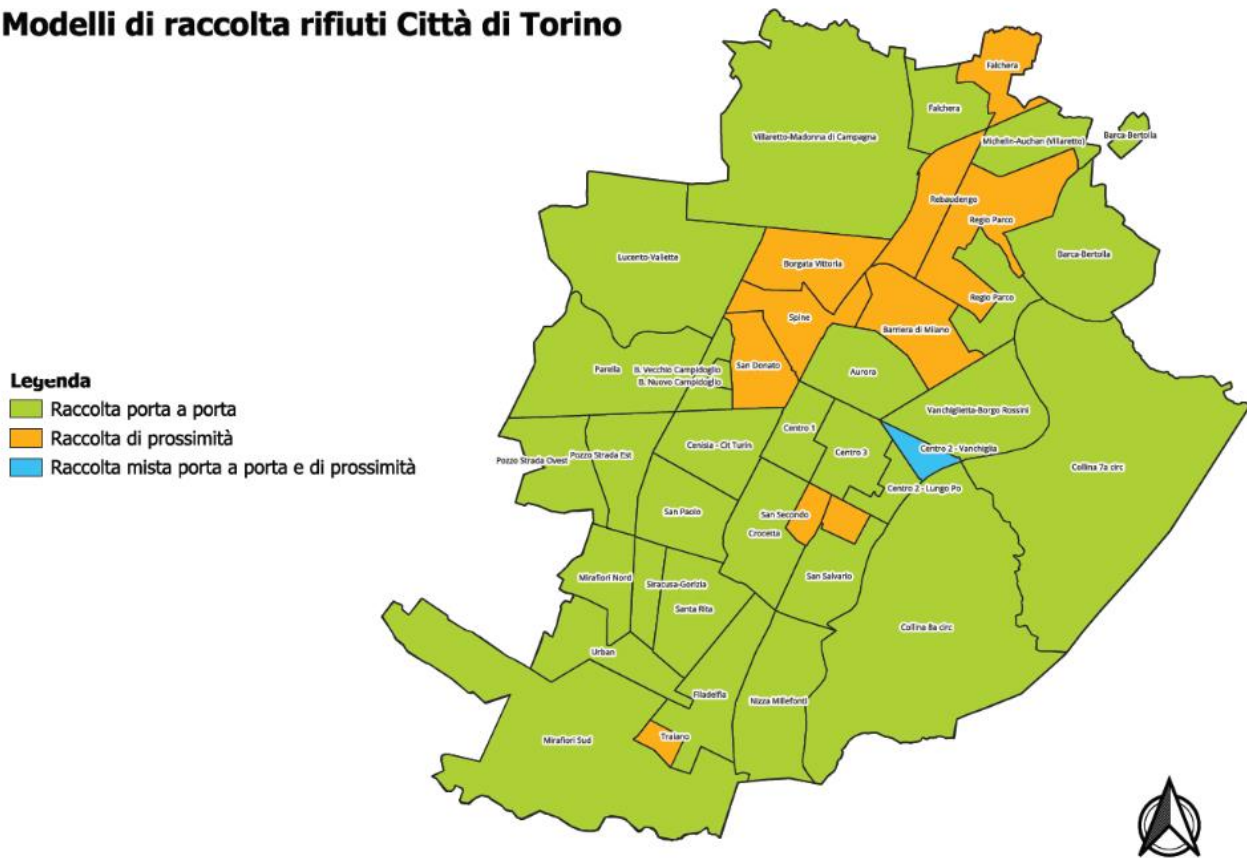 Modelli di raccolta rifiuti Città di Torino
Falchera
Falchera
Villaretto-Madonna di Campagna
Michelin-Auchan (Villaretto)
Barca-Bertolla
Rebaudengo
Regio Parco
Lucento-Vallette
Borgata Vittoria
Barca-Bertolla
Regio Parco
Spine
Barriera di Milano
Parella
B. Vecchio Campidoglio
B. Nuovo Campidoglio
San Donato
Aurora
Vanchiglietta-Borgo Rossini
Centro 1
Cenisia - Cit Turin
Centro 2 - Vanchiglia
Centro 3
Pozzo Strada Ovest
Pozzo Strada Est
Collina 7a circ
Centro 2 - Lungo Po
San Paolo
San Secondo
Crocetta
Mirafiori Nord
Siracusa-Gorizia
San Salvario
Santa Rita
Collina 8a circ
Urban
Filadelfia
Nizza Millefonti
Traiano
Mirafiori Sud
Legenda
Raccolta porta a porta
Raccolta di prossimità
Raccolta mista porta a porta e di prossimità